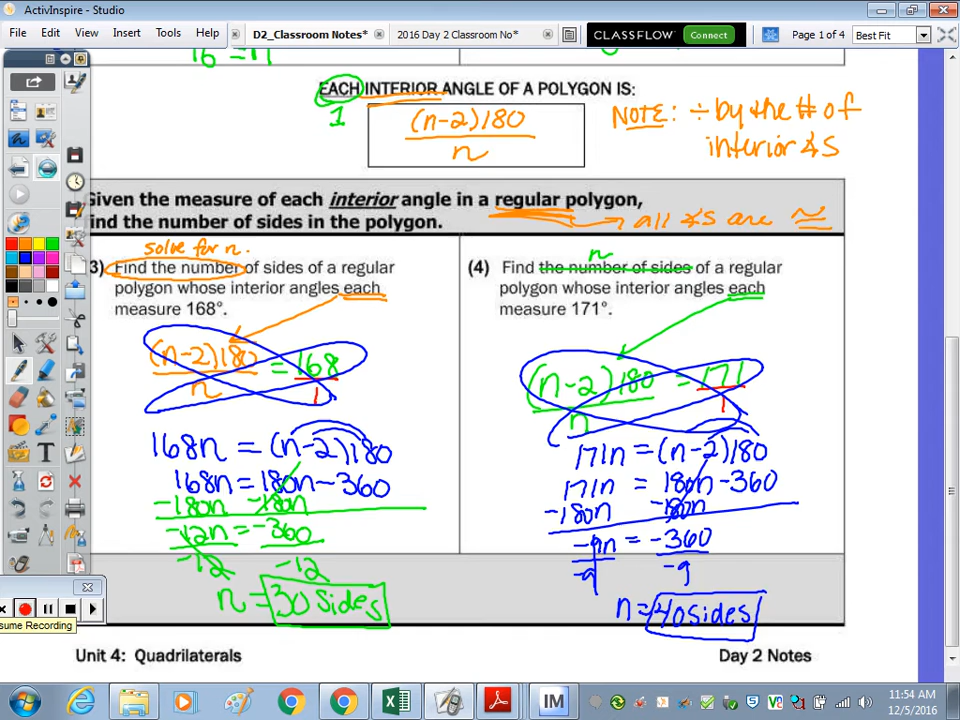 ActivInspire - Studio
File Edit View Insert Tools Help
D2_Classroom Notes*
2016 Day 2 Classroom No*
CLASSFLOW Connect
Page 1 of 4
Best Fit
EACH INTERIOR ANGLE OF A POLYGON IS:
1
(n-2)180
n
NOTE: ÷ by the # of
interior ∡s
Given the measure of each interior angle in a regular polygon,
find the number of sides in the polygon.
all ∡s are ≅
solve for n.
3) Find the number of sides of a regular
polygon whose interior angles each
measure 168°.
(n-2)180 = 168
n 1
168n = (n-2)180
168n = 180n - 360
-180n -180n
-12n = -360
-12 -12
n = 30 sides
n
(4) Find the number of sides of a regular
polygon whose interior angles each
measure 171°.
(n-2)180 = 171
n 1
171n = (n-2)180
171n = 180n - 360
-180n -180n
-9n = -360
-9 -9
n = 40 sides
sume Recording
Unit 4: Quadrilaterals
Day 2 Notes
IM
11:54 AM
12/5/2016